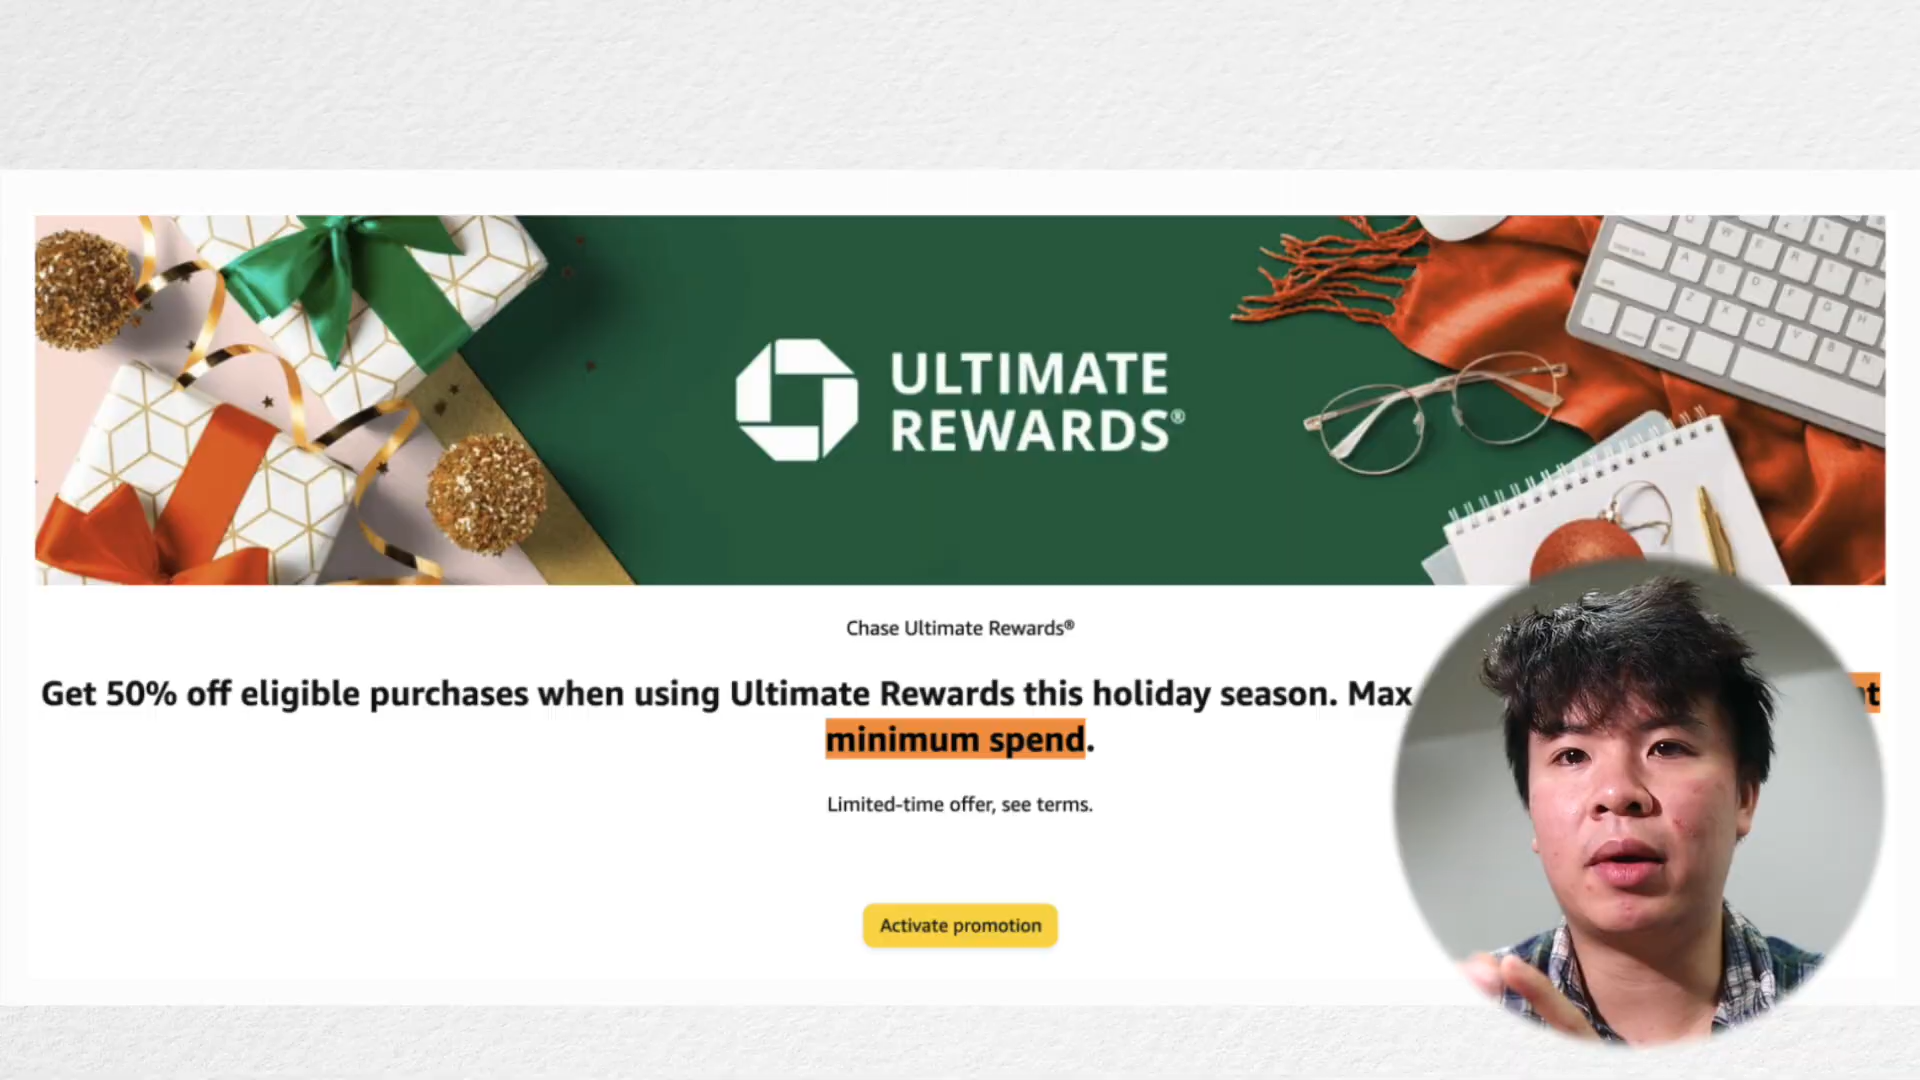 ULTIMATE
REWARDS®
Chase Ultimate Rewards®
Get 50% off eligible purchases when using Ultimate Rewards this holiday season. Max
minimum spend.
Limited-time offer, see terms.
Activate promotion